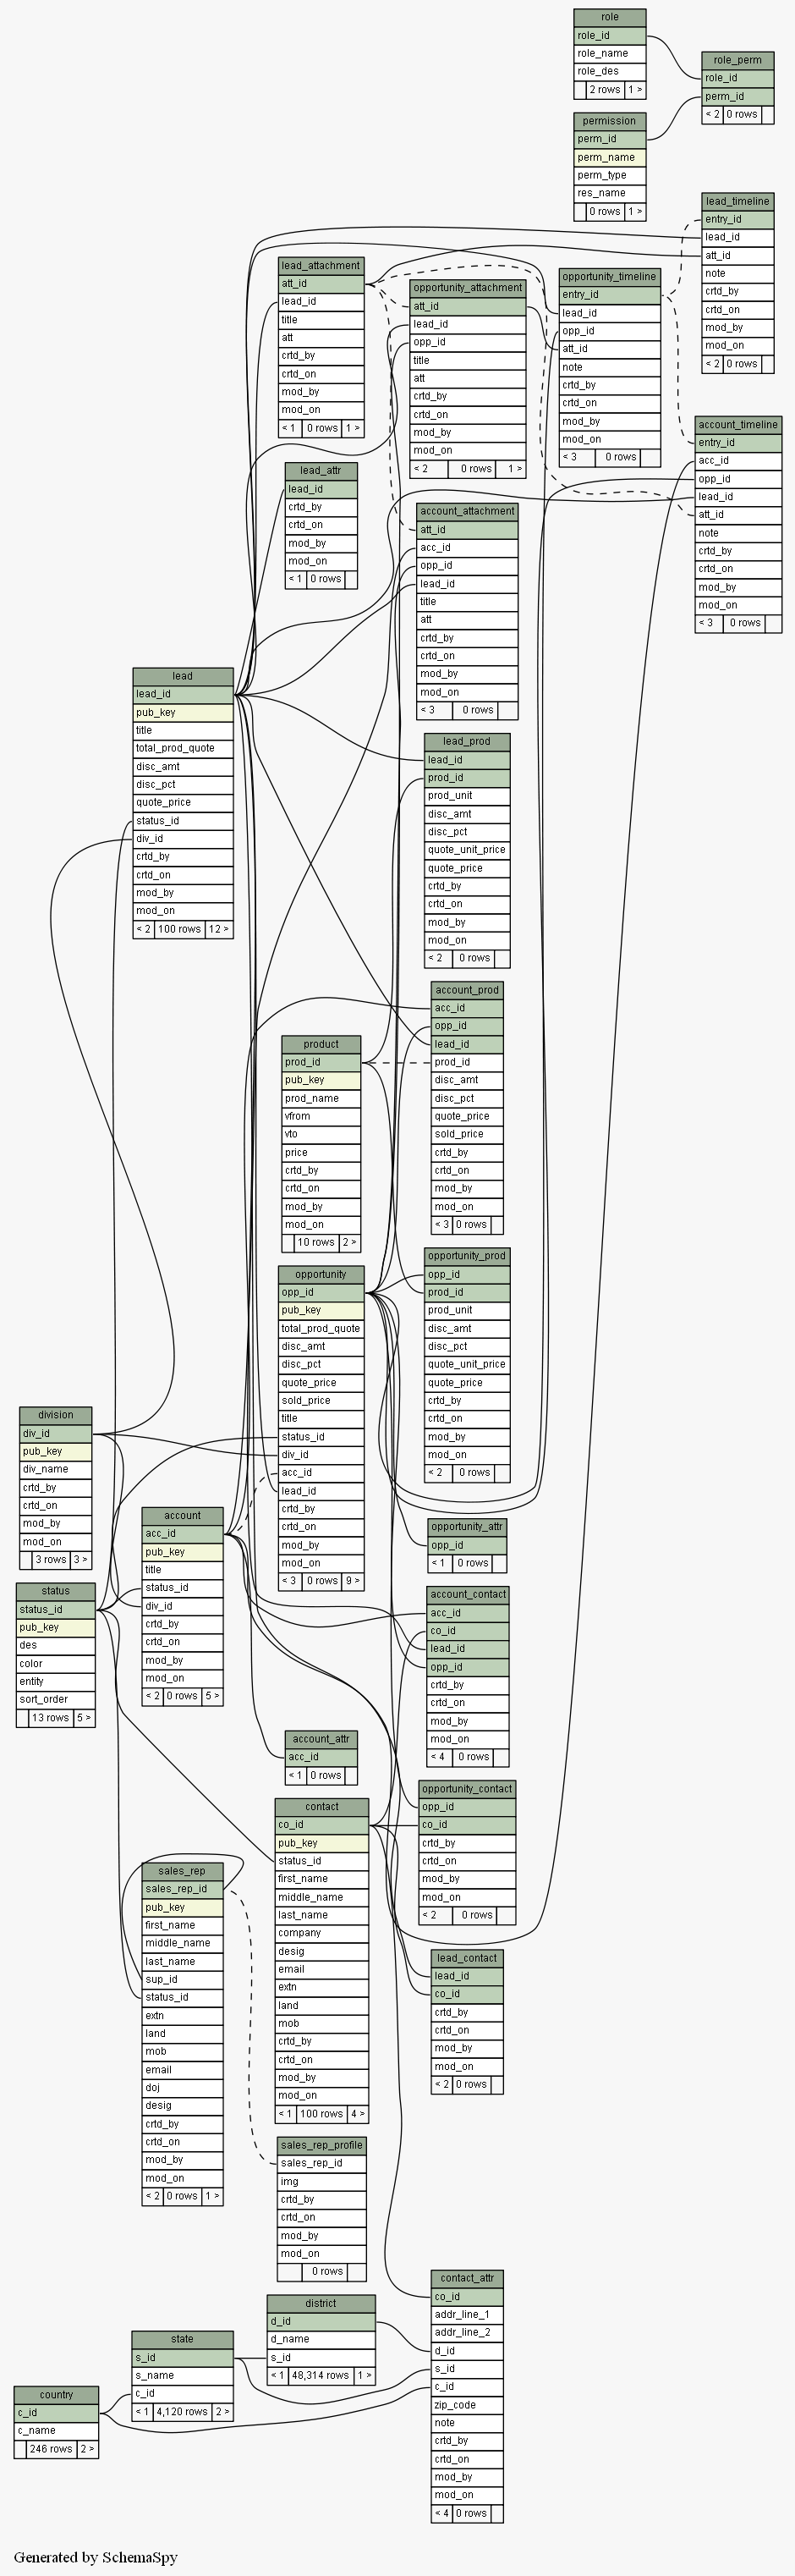 role
role_id
role_name
role_des
2 rows 1 >
role_perm
role_id
perm_id
< 2 0 rows
permission
perm_id
perm_name
perm_type
res_name
0 rows 1 >
lead_timeline
entry_id
lead_id
att_id
note
crtd_by
crtd_on
mod_by
mod_on
< 2 0 rows
lead_attachment
att_id
lead_id
title
att
crtd_by
crtd_on
mod_by
mod_on
< 1 0 rows 1 >
opportunity_attachment
att_id
lead_id
opp_id
title
att
crtd_by
crtd_on
mod_by
mod_on
< 2 0 rows 1 >
opportunity_timeline
entry_id
lead_id
opp_id
att_id
note
crtd_by
crtd_on
mod_by
mod_on
< 3 0 rows
account_timeline
entry_id
acc_id
opp_id
lead_id
att_id
note
crtd_by
crtd_on
mod_by
mod_on
< 3 0 rows
lead_attr
lead_id
crtd_by
crtd_on
mod_by
mod_on
< 1 0 rows
account_attachment
att_id
acc_id
opp_id
lead_id
title
att
crtd_by
crtd_on
mod_by
mod_on
< 3 0 rows
lead
lead_id
pub_key
title
total_prod_quote
disc_amt
disc_pct
quote_price
status_id
div_id
crtd_by
crtd_on
mod_by
mod_on
< 2 100 rows 12 >
lead_prod
lead_id
prod_id
prod_unit
disc_amt
disc_pct
quote_unit_price
quote_price
crtd_by
crtd_on
mod_by
mod_on
< 2 0 rows
account_prod
acc_id
opp_id
lead_id
prod_id
disc_amt
disc_pct
quote_price
sold_price
crtd_by
crtd_on
mod_by
mod_on
< 3 0 rows
product
prod_id
pub_key
prod_name
vfrom
vto
price
crtd_by
crtd_on
mod_by
mod_on
10 rows 2 >
opportunity_prod
opp_id
prod_id
prod_unit
disc_amt
disc_pct
quote_unit_price
quote_price
crtd_by
crtd_on
mod_by
mod_on
< 2 0 rows
opportunity
opp_id
pub_key
total_prod_quote
disc_amt
disc_pct
quote_price
sold_price
title
status_id
div_id
acc_id
lead_id
crtd_by
crtd_on
mod_by
mod_on
< 3 0 rows 9 >
division
div_id
pub_key
div_name
crtd_by
crtd_on
mod_by
mod_on
3 rows 3 >
account
acc_id
pub_key
title
status_id
div_id
crtd_by
crtd_on
mod_by
mod_on
< 2 0 rows 5 >
opportunity_attr
opp_id
< 1 0 rows
status
status_id
pub_key
des
color
entity
sort_order
13 rows 5 >
account_contact
acc_id
co_id
lead_id
opp_id
crtd_by
crtd_on
mod_by
mod_on
< 4 0 rows
account_attr
acc_id
< 1 0 rows
opportunity_contact
opp_id
co_id
crtd_by
crtd_on
mod_by
mod_on
< 2 0 rows
contact
co_id
pub_key
status_id
first_name
middle_name
last_name
company
desig
email
extn
land
mob
crtd_by
crtd_on
mod_by
mod_on
< 1 100 rows 4 >
sales_rep
sales_rep_id
pub_key
first_name
middle_name
last_name
sup_id
status_id
extn
land
mob
email
doj
desig
crtd_by
crtd_on
mod_by
mod_on
< 2 0 rows 1 >
lead_contact
lead_id
co_id
crtd_by
crtd_on
mod_by
mod_on
< 2 0 rows
sales_rep_profile
sales_rep_id
img
crtd_by
crtd_on
mod_by
mod_on
0 rows
contact_attr
co_id
addr_line_1
addr_line_2
d_id
s_id
c_id
zip_code
note
crtd_by
crtd_on
mod_by
mod_on
< 4 0 rows
district
d_id
d_name
s_id
< 1 48,314 rows 1 >
state
s_id
s_name
c_id
< 1 4,120 rows 2 >
country
c_id
c_name
246 rows 2 >
Generated by SchemaSpy